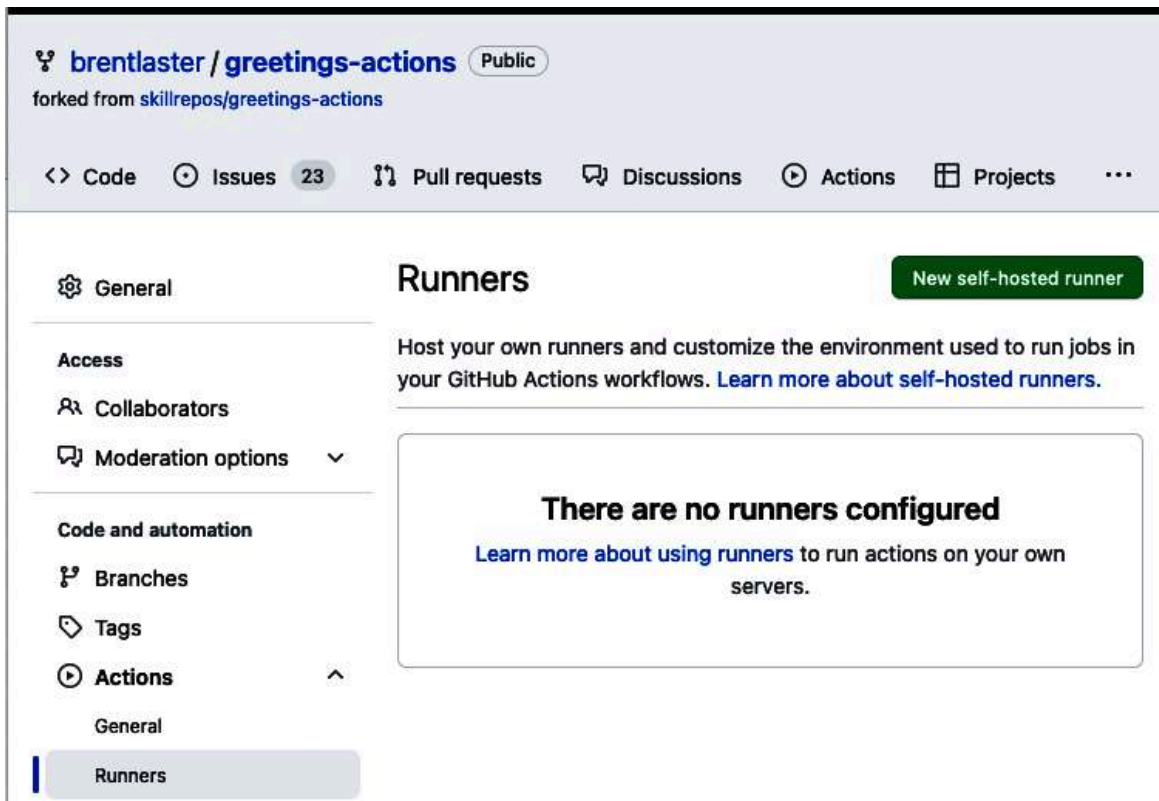 brentlaster / greetings-actions Public
forked from skillrepos/greetings-actions
<> Code Issues 23 Pull requests Discussions Actions Projects ...
General
Access
Collaborators
Moderation options
Code and automation
Branches
Tags
Actions
General
Runners
Runners
New self-hosted runner
Host your own runners and customize the environment used to run jobs in
your GitHub Actions workflows. Learn more about self-hosted runners.
There are no runners configured
Learn more about using runners to run actions on your own
servers.